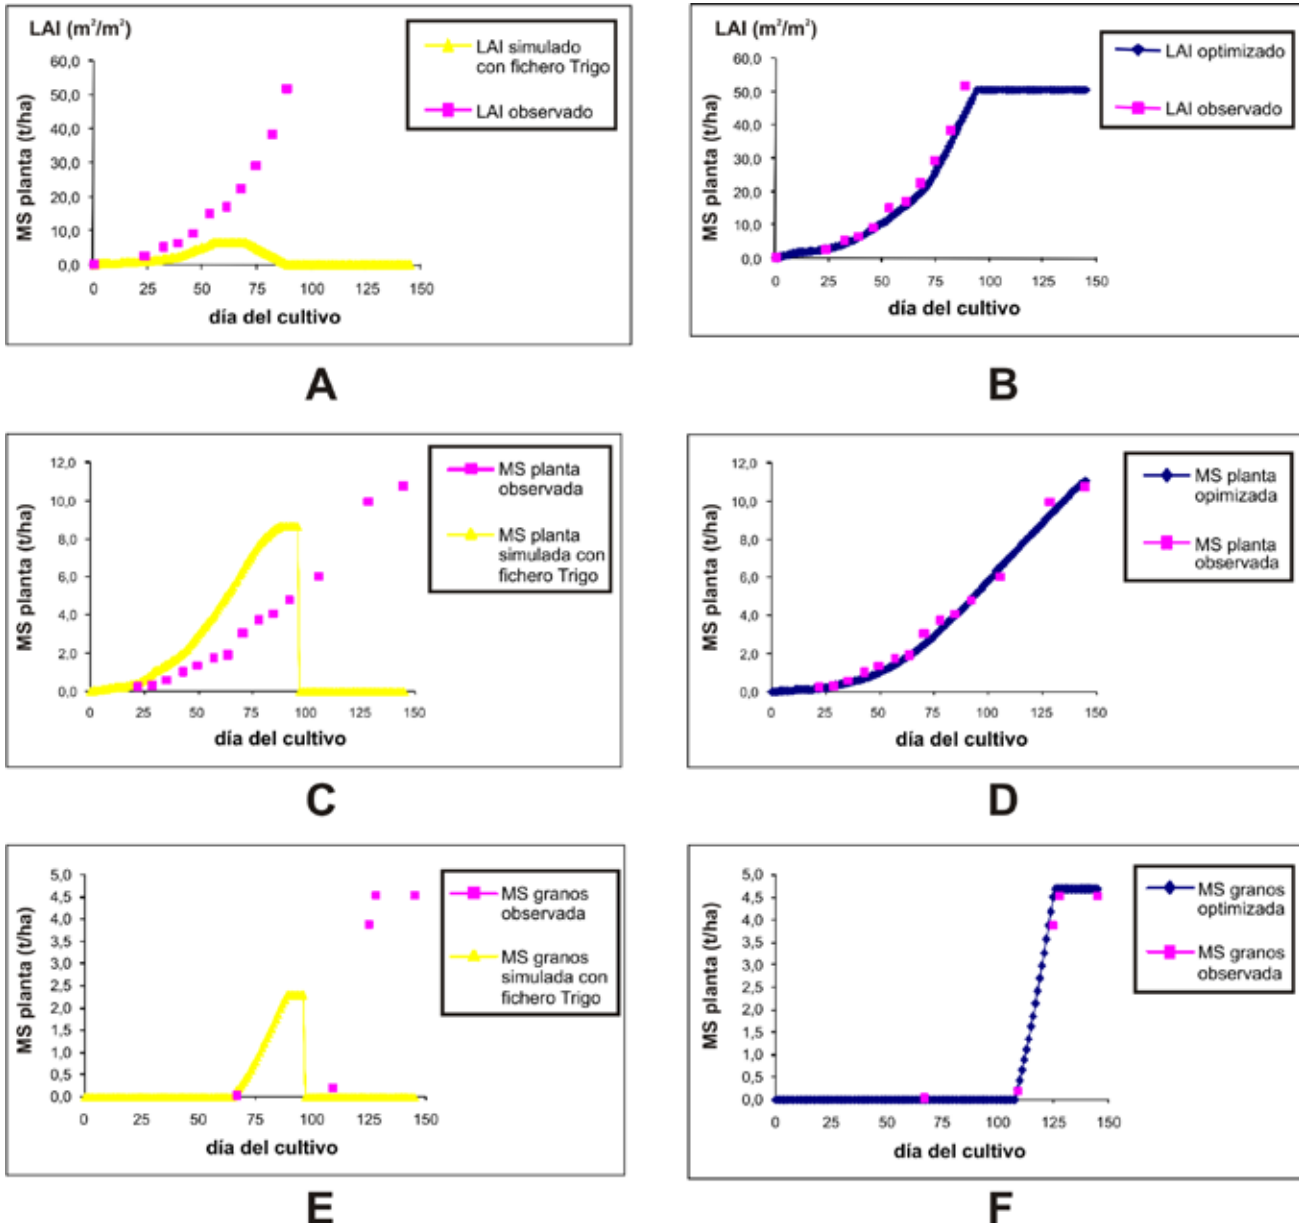 LAI (m²/m²)
MS planta (t/ha)
60,0
50,0
40,0
30,0
20,0
10,0
0,0
0 25 50 75 100 125 150
día del cultivo
LAI simulado
con fichero Trigo
LAI observado
A
LAI (m²/m²)
MS planta (t/ha)
60,0
50,0
40,0
30,0
20,0
10,0
0,0
0 25 50 75 100 125 150
día del cultivo
LAI optimizado
LAI observado
B
MS planta (t/ha)
12,0
10,0
8,0
6,0
4,0
2,0
0,0
0 25 50 75 100 125 150
día del cultivo
MS planta
observada
MS planta
simulada con
fichero Trigo
C
MS planta (t/ha)
12,0
10,0
8,0
6,0
4,0
2,0
0,0
0 25 50 75 100 125 150
día del cultivo
MS planta
opimizada
MS planta
observada
D
MS planta (t/ha)
5,0
4,5
4,0
3,5
3,0
2,5
2,0
1,5
1,0
0,5
0,0
0 25 50 75 100 125 150
día del cultivo
MS granos
observada
MS granos
simulada con
fichero Trigo
E
MS planta (t/ha)
5,0
4,5
4,0
3,5
3,0
2,5
2,0
1,5
1,0
0,5
0,0
0 25 50 75 100 125 150
día del cultivo
MS granos
optimizada
MS granos
observada
F